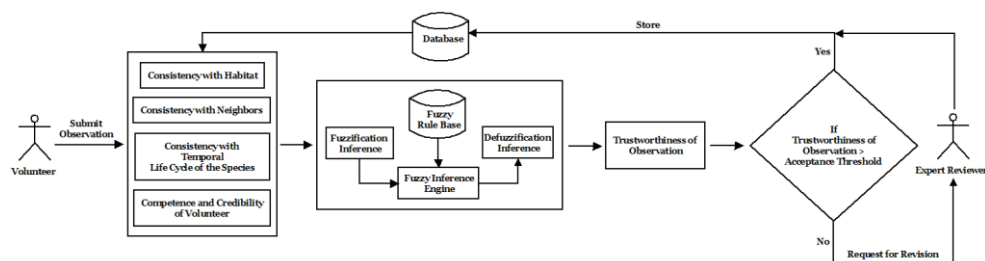 Store
Database
Yes
Consistency with Habitat
Consistency with Neighbors
Submit
Observation
Volunteer
Consistency with
Temporal
Life Cycle of the Species
Competence and Credibility
of Volunteer
Fuzzy
Rule Base
Fuzzification
Inference
Defuzzification
Inference
Fuzzy Inference
Engine
Trustworthiness of
Observation
If
Trustworthiness of
Observation >
Acceptance Threshold
Expert Reviewer
No
Request for Revision